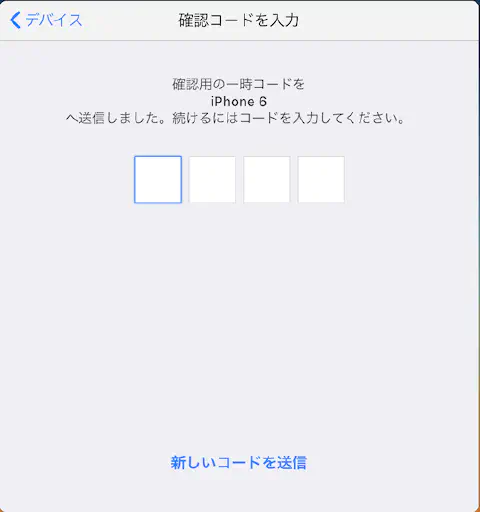 デバイス
確認コードを入力
確認用の一時コードを
iPhone 6
へ送信しました。続けるにはコードを入力してください。
新しいコードを送信